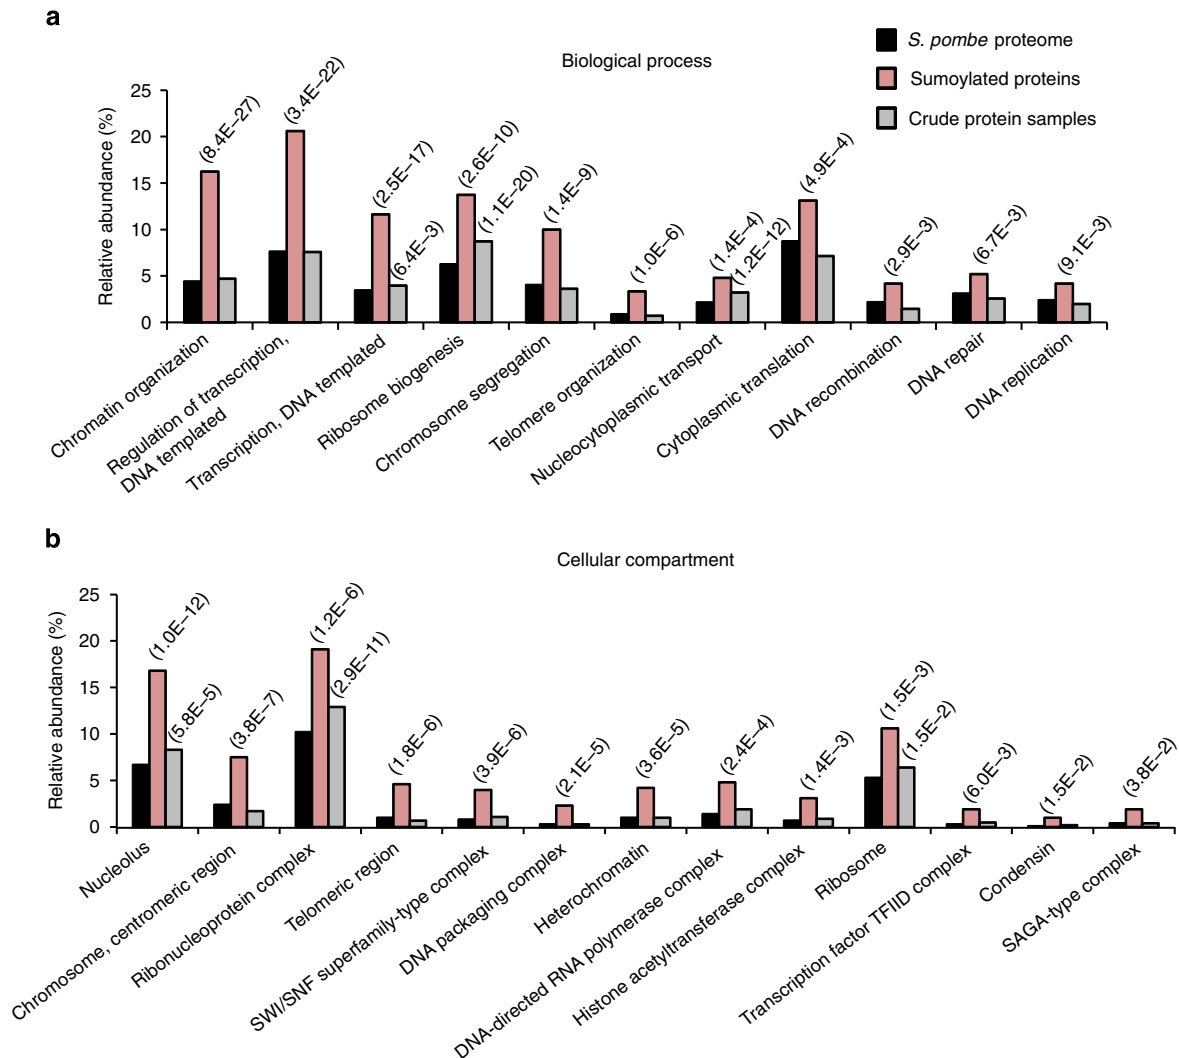 a
Biological process
S. pombe proteome
Sumoylated proteins
Crude protein samples
Relative abundance (%)
25
20
15
10
5
0
(8.4E−27)
(3.4E−22)
(2.5E−17)
(6.4E−3)
(2.6E−10)
(1.1E−20)
(1.4E−9)
(1.0E−6)
(1.4E−4)
(1.2E−12)
(4.9E−4)
(2.9E−3)
(6.7E−3)
(9.1E−3)
Chromatin organization
Regulation of transcription,
DNA templated
Transcription, DNA templated
Ribosome biogenesis
Chromosome segregation
Telomere organization
Nucleocytoplasmic transport
Cytoplasmic translation
DNA recombination
DNA repair
DNA replication
b
Cellular compartment
Relative abundance (%)
25
20
15
10
5
0
(1.0E−12)
(5.8E−5)
(3.8E−7)
(1.2E−6)
(2.9E−11)
(1.8E−6)
(3.9E−6)
(2.1E−5)
(3.6E−5)
(2.4E−4)
(1.4E−3)
(1.5E−3)
(1.5E−2)
(6.0E−3)
(1.5E−2)
(3.8E−2)
Nucleolus
Chromosome, centromeric region
Ribonucleoprotein complex
Telomeric region
SWI/SNF superfamily-type complex
DNA packaging complex
Heterochromatin
DNA-directed RNA polymerase complex
Histone acetyltransferase complex
Ribosome
Transcription factor TFIID complex
Condensin
SAGA-type complex